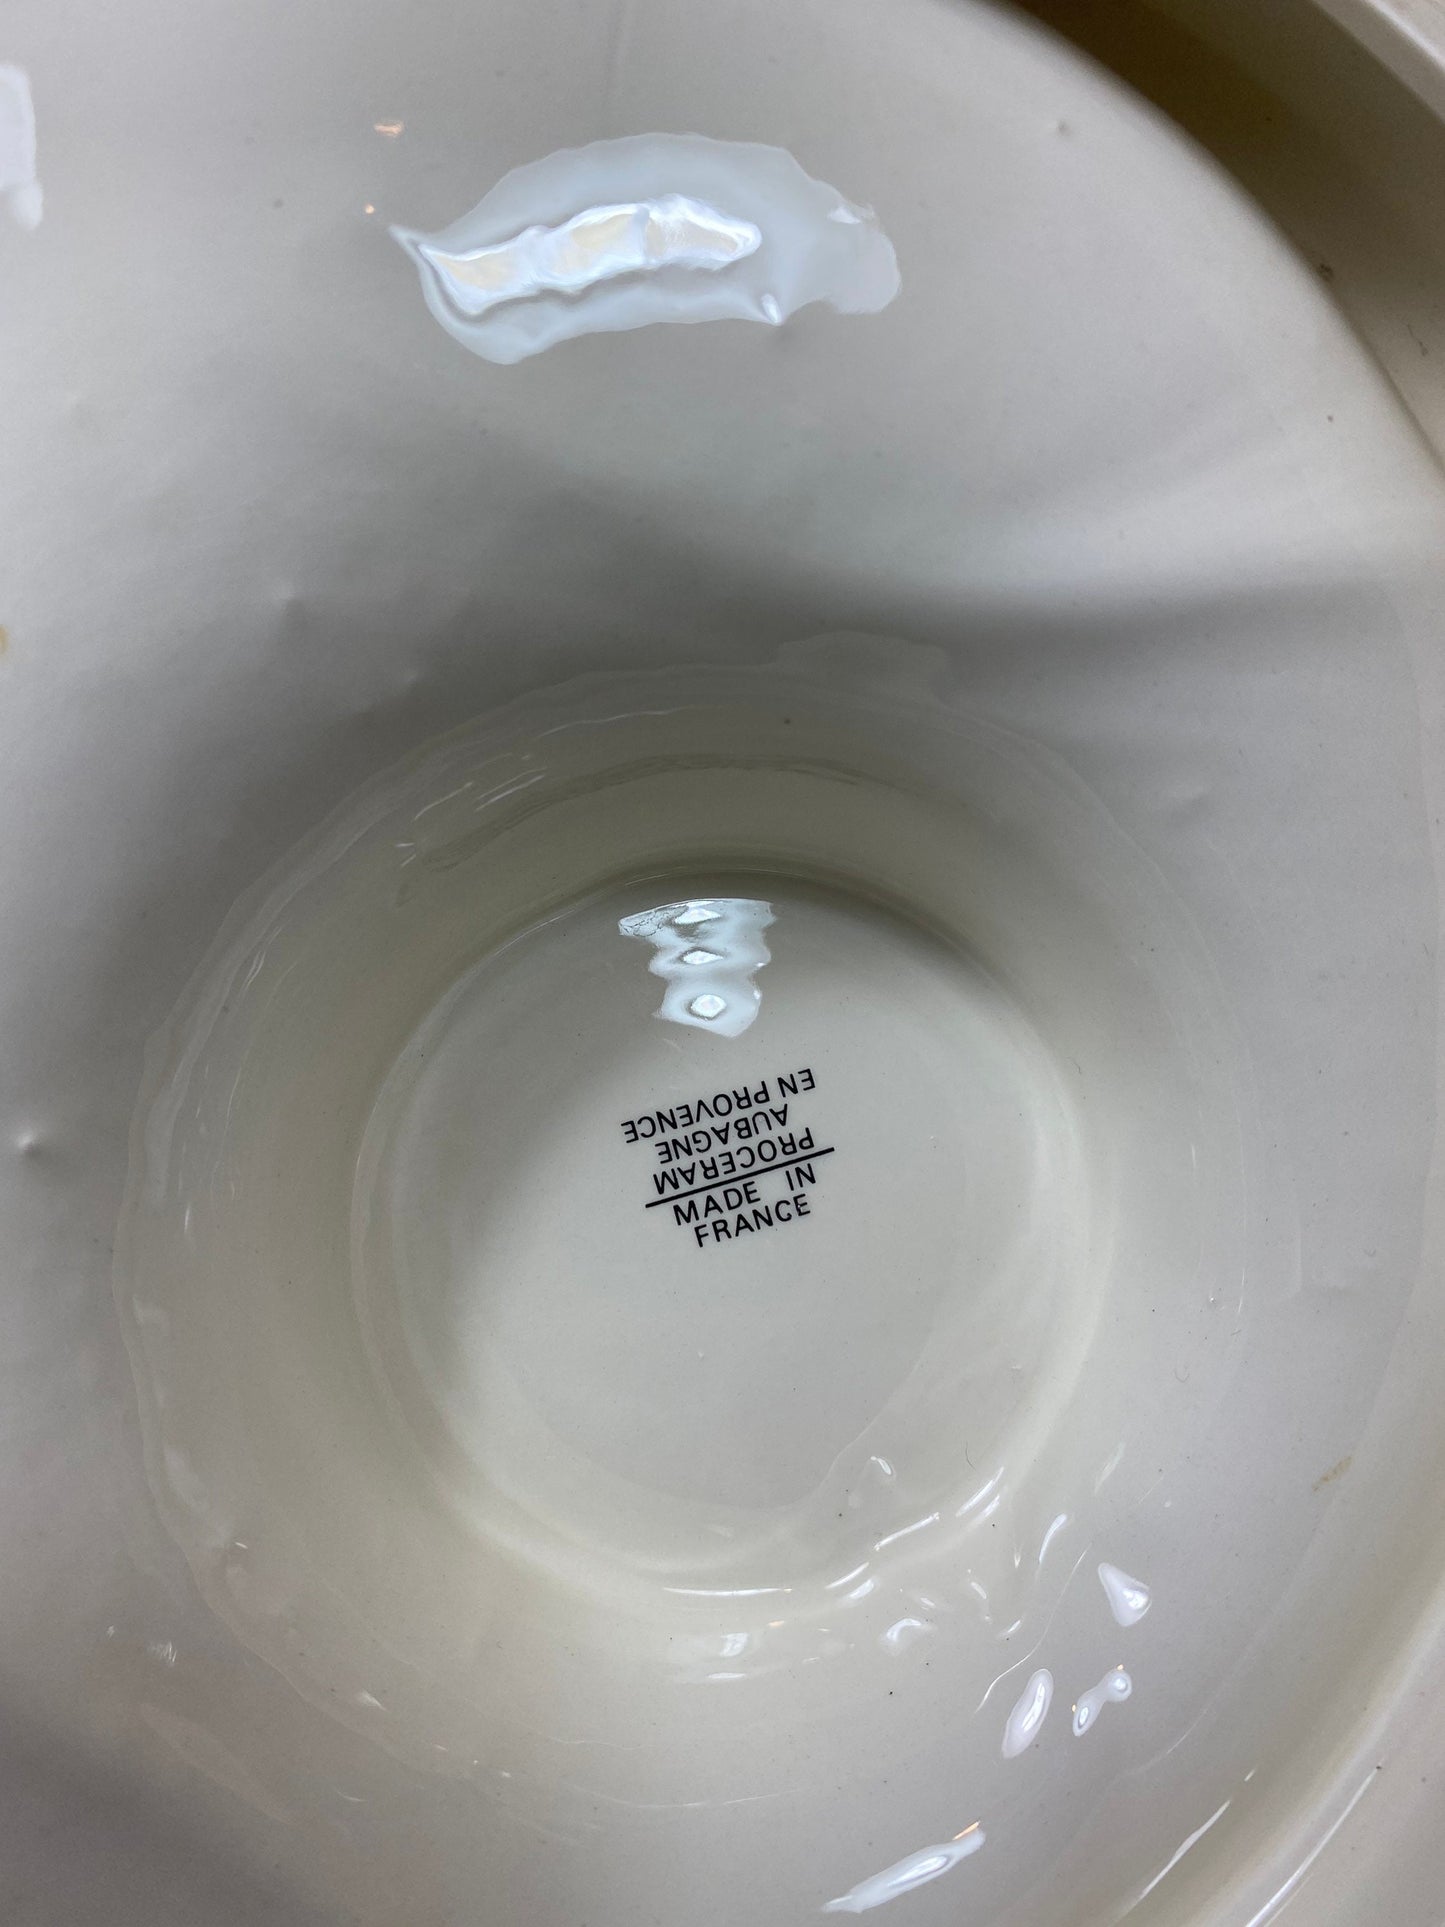 PROCERAM
AUBAGNE
EN PROVENCE
MADE IN
FRANCE